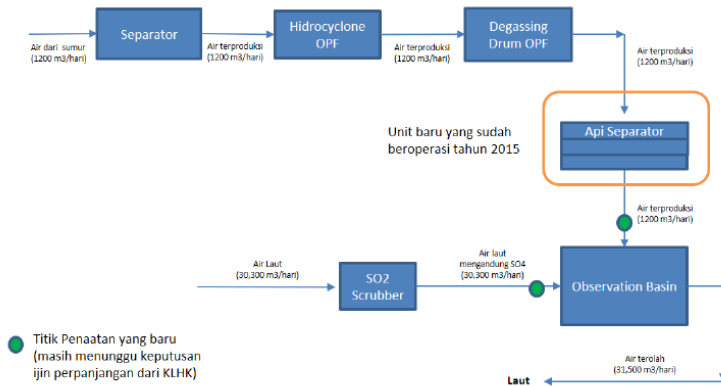 Separator
Hidrocyclone
OPF
Degassing
Drum OPF
Air dari sumur
(1200 m3/hari)
Air terproduksi
(1200 m3/hari)
Air terproduksi
(1200 m3/hari)
Air terproduksi
(1200 m3/hari)
Unit baru yang sudah
beroperasi tahun 2015
Api Separator
Air terproduksi
(1200 m3/hari)
Air Laut
(30,300 m3/hari)
SO2
Scrubber
Air laut
mengandung SO4
(30,300 m3/hari)
Observation Basin
Titik Penaatan yang baru
(masih menunggu keputusan
ijin perpanjangan dari KLHK)
Air terolah
(31,500 m3/hari)
Laut